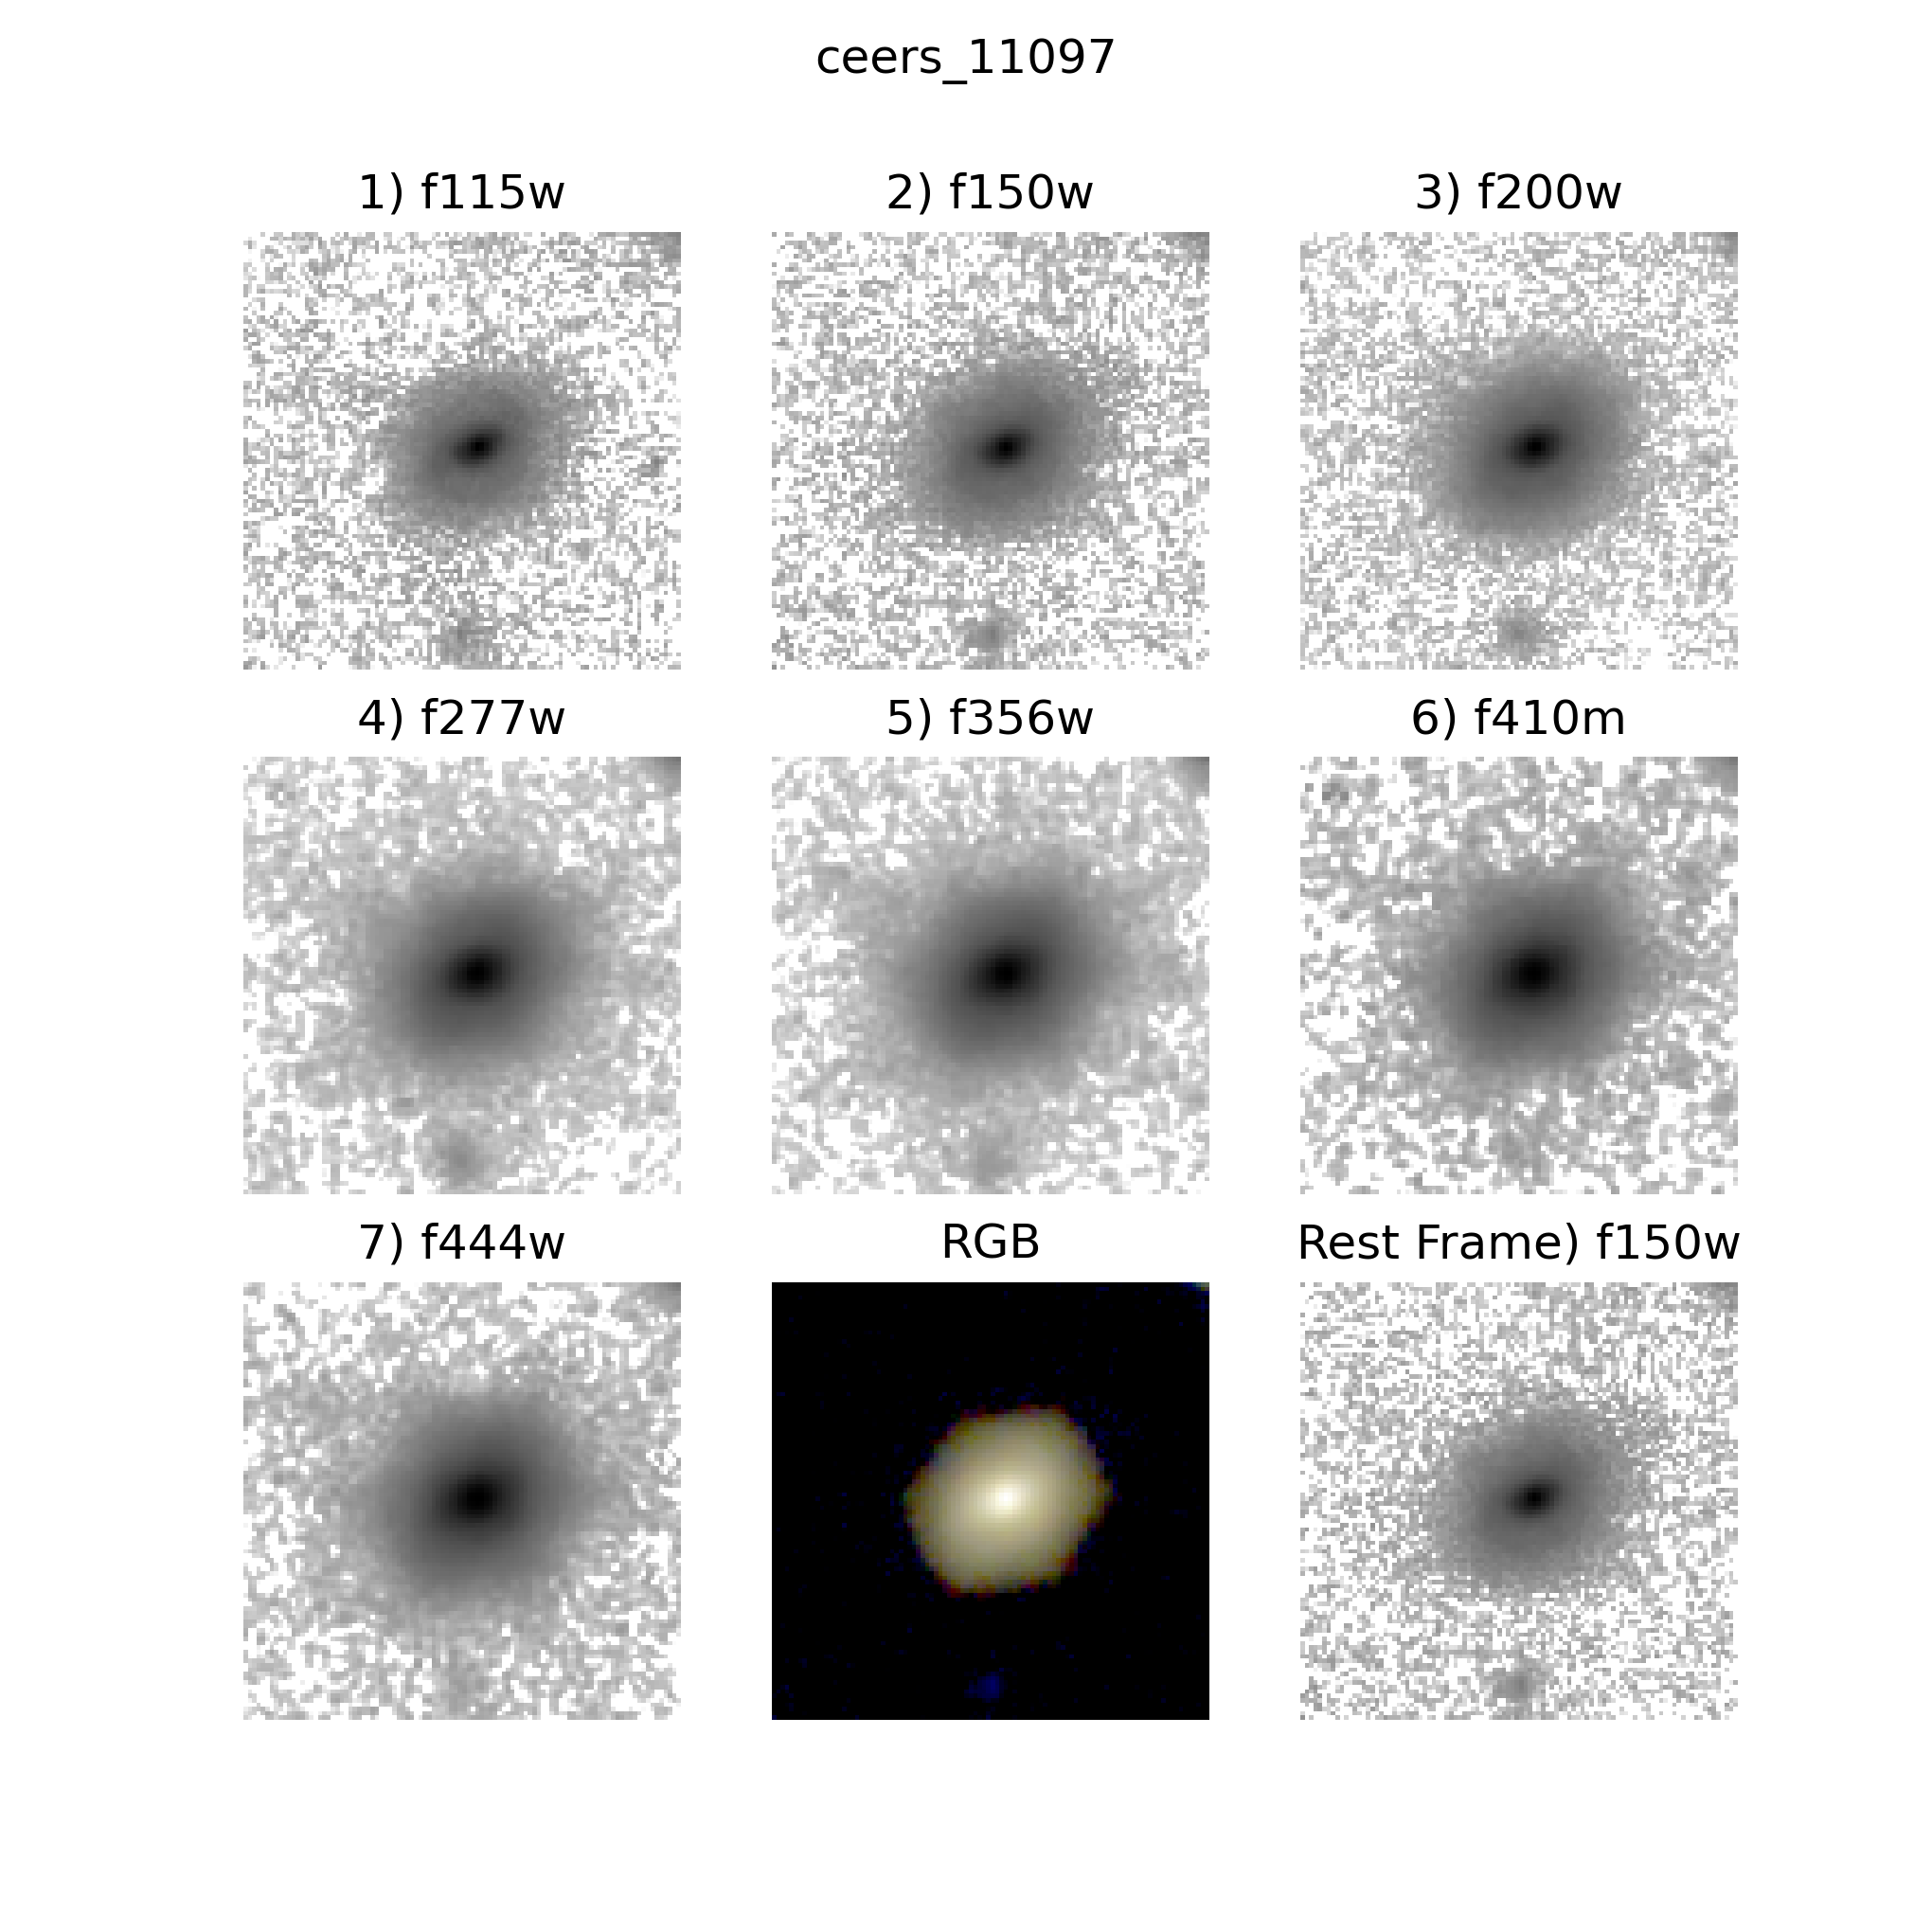 ceers_11097
1) f115w
2) f150w
3) f200w
4) f277w
5) f356w
6) f410m
7) f444w
RGB
Rest Frame) f150w